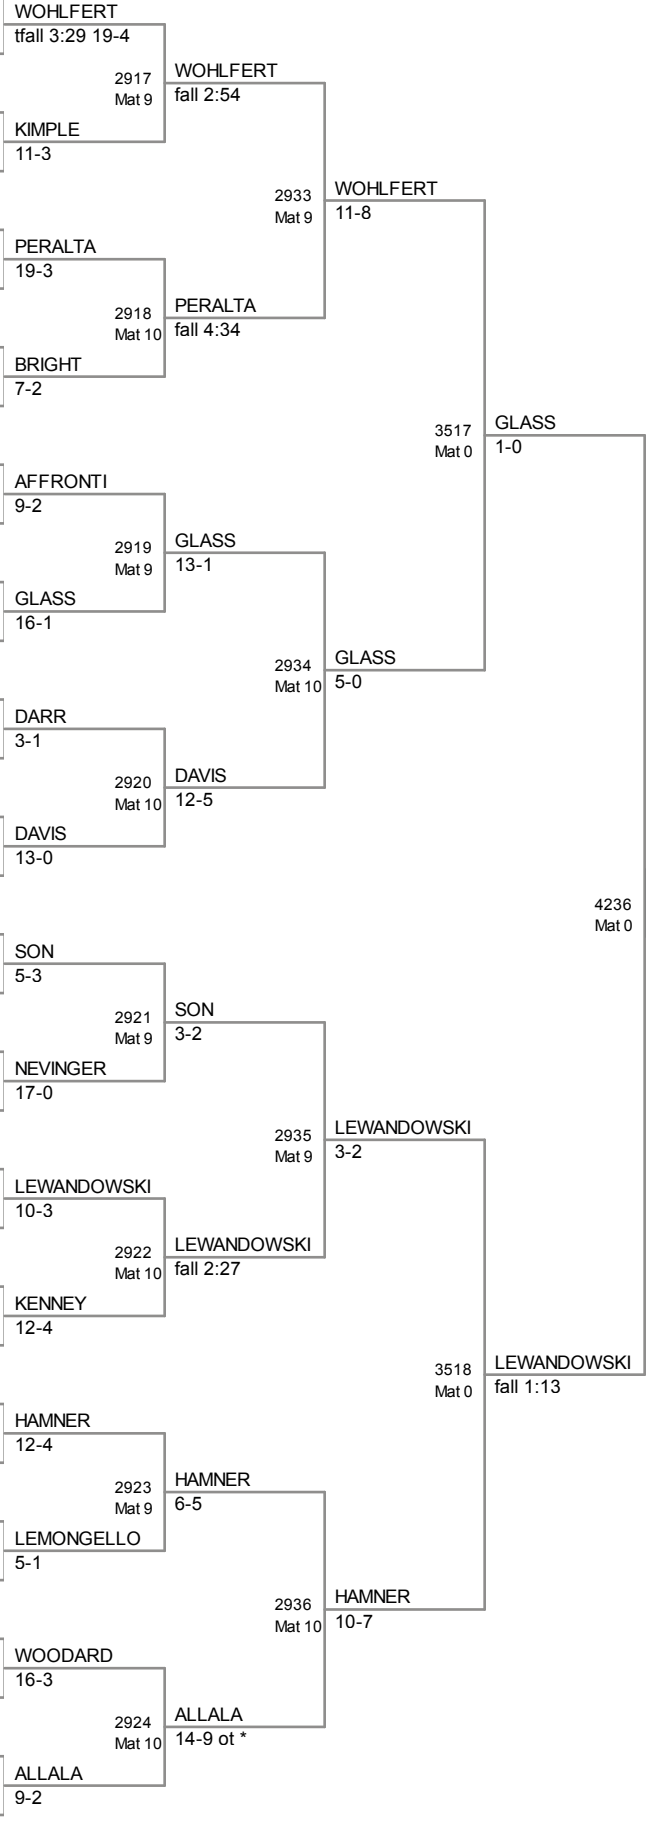 WOHLFERT
tfall 3:29 19-4
2917
Mat 9
WOHLFERT
fall 2:54
KIMPLE
11-3
2933
Mat 9
WOHLFERT
11-8
PERALTA
19-3
2918
Mat 10
PERALTA
fall 4:34
BRIGHT
7-2
3517
Mat 0
GLASS
1-0
AFFRONTI
9-2
2919
Mat 9
GLASS
13-1
GLASS
16-1
2934
Mat 10
GLASS
5-0
DARR
3-1
2920
Mat 10
DAVIS
12-5
DAVIS
13-0
4236
Mat 0
SON
5-3
2921
Mat 9
SON
3-2
NEVINGER
17-0
2935
Mat 9
LEWANDOWSKI
3-2
LEWANDOWSKI
10-3
2922
Mat 10
LEWANDOWSKI
fall 2:27
KENNEY
12-4
3518
Mat 0
LEWANDOWSKI
fall 1:13
HAMNER
12-4
2923
Mat 9
HAMNER
6-5
LEMONGELLO
5-1
2936
Mat 10
HAMNER
10-7
WOODARD
16-3
2924
Mat 10
ALLALA
14-9 ot *
ALLALA
9-2